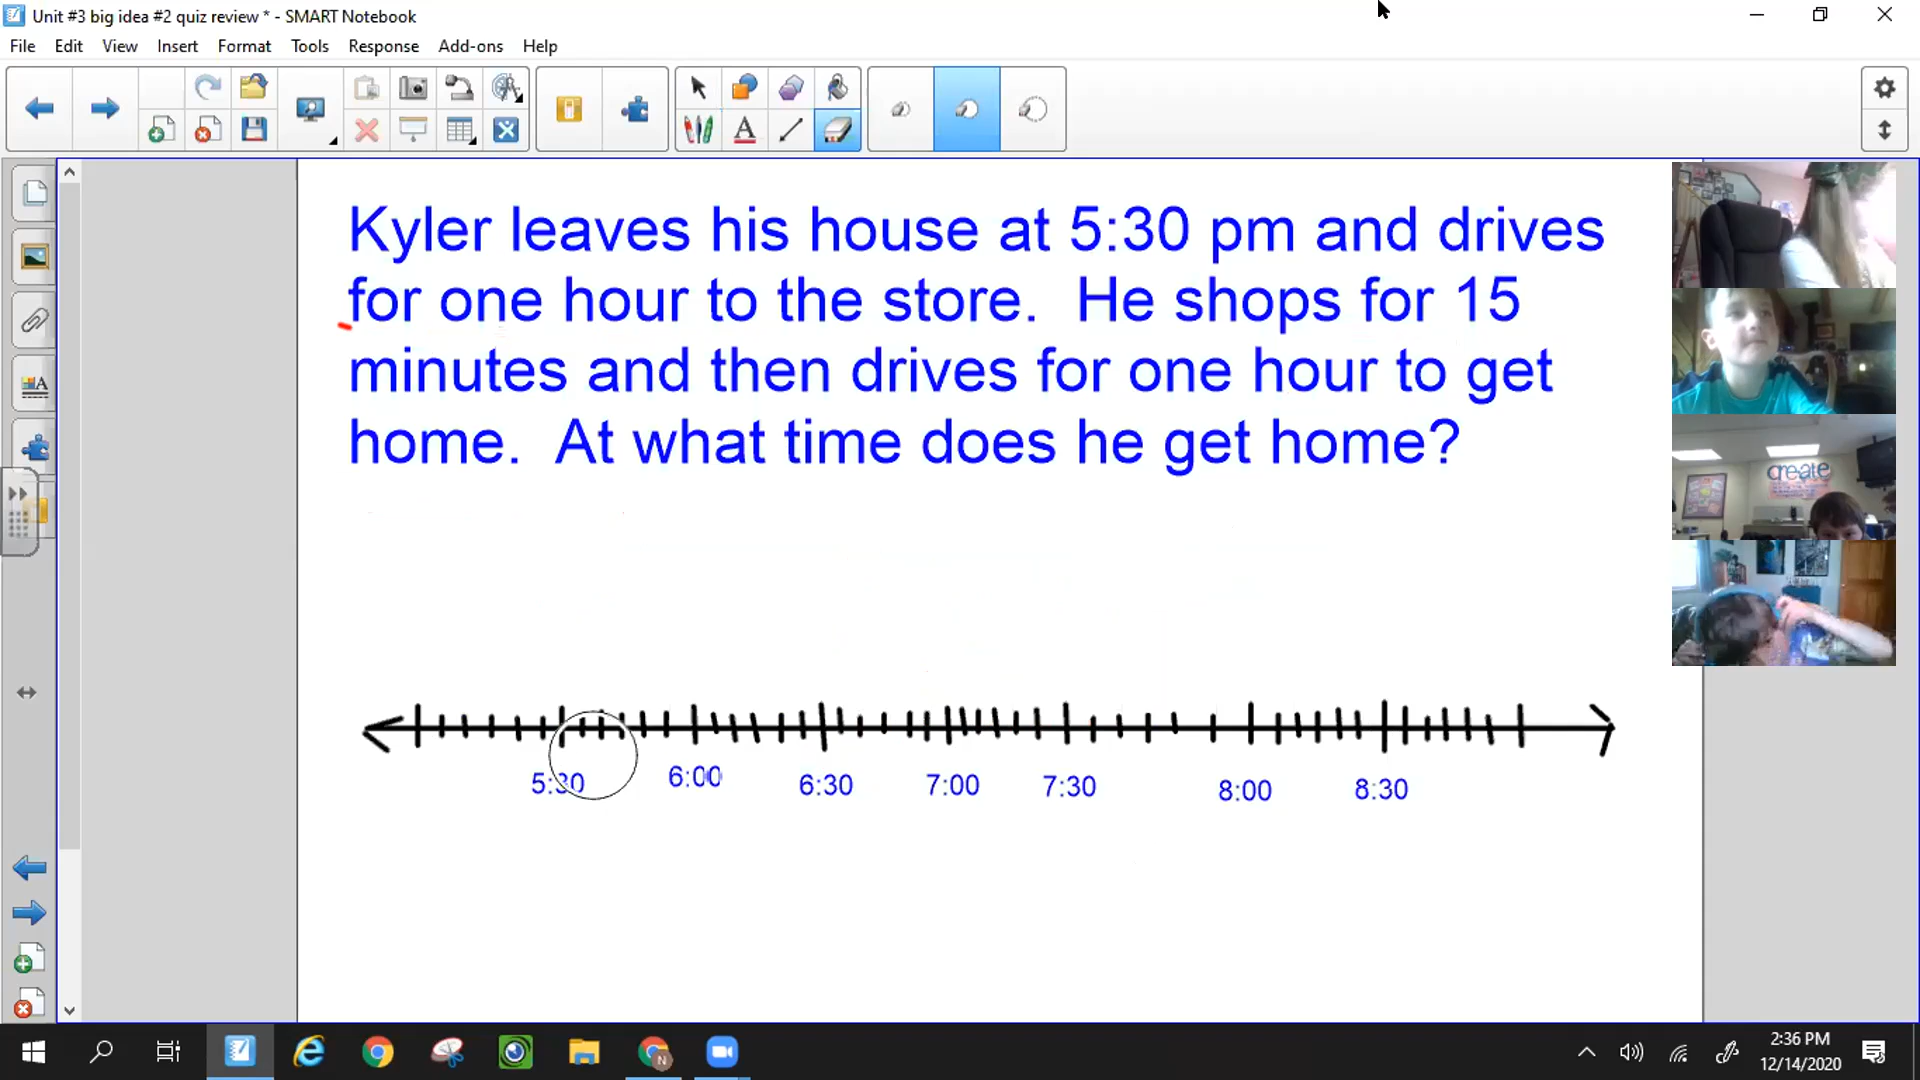 Unit #3 big idea #2 quiz review * - SMART Notebook
File Edit View Insert Format Tools Response Add-ons Help
Kyler leaves his house at 5:30 pm and drives
for one hour to the store. He shops for 15
minutes and then drives for one hour to get
home. At what time does he get home?
create
5:30 6:00 6:30 7:00 7:30 8:00 8:30
2:36 PM
12/14/2020